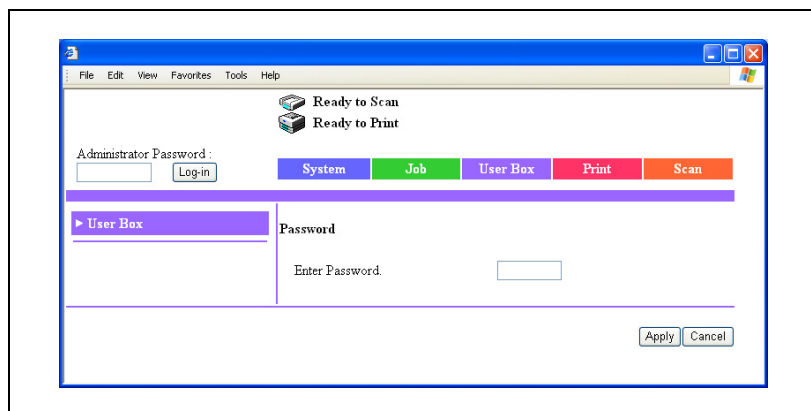 File Edit View Favorites Tools Help
Ready to Scan
Ready to Print
Administrator Password :
Log-in
System Job User Box Print Scan
User Box
Password
Enter Password.
Apply Cancel